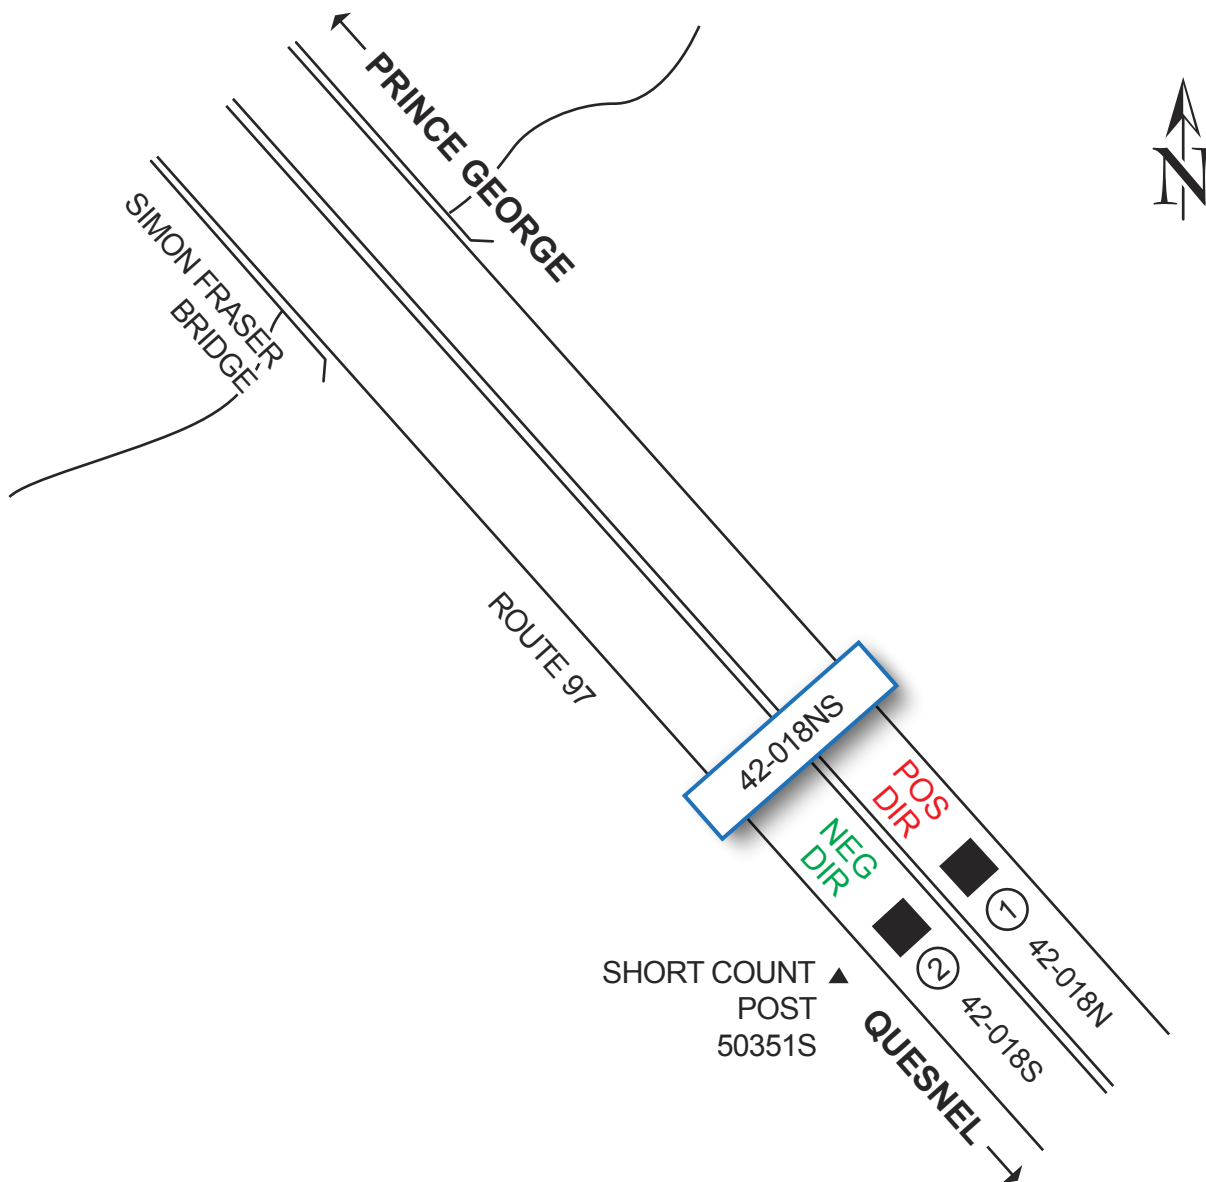 PRINCE GEORGE
N
SIMON FRASER
BRIDGE
ROUTE 97
42-018NS
POS
DIR
NEG
DIR
1
42-018N
2
42-018S
SHORT COUNT
POST
50351S
QUESNEL